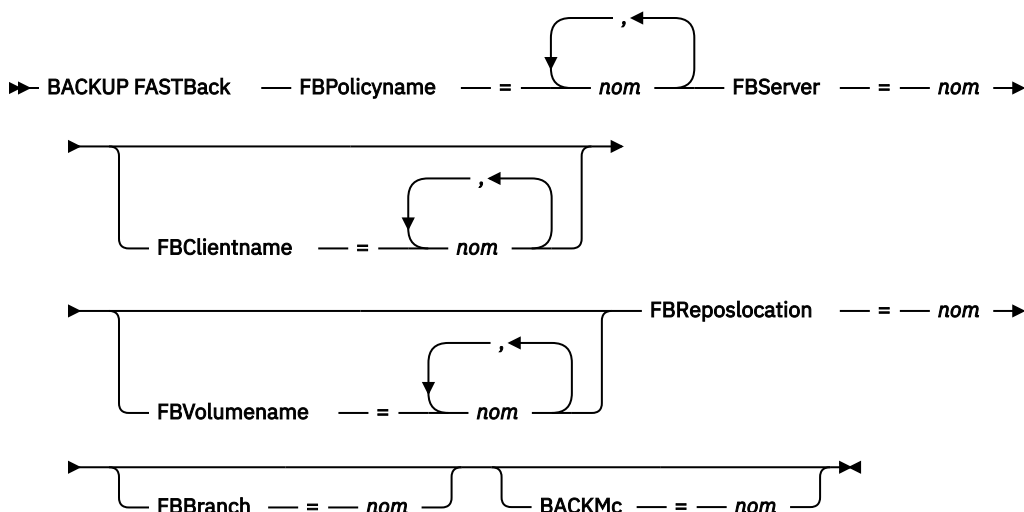 ,
BACKUP FASTBack FBPolicyname = nom FBServer = nom
,
FBClientname = nom
FBReposlocation = nom
,
FBVolumename = nom
FBBranch = nom BACKMc = nom